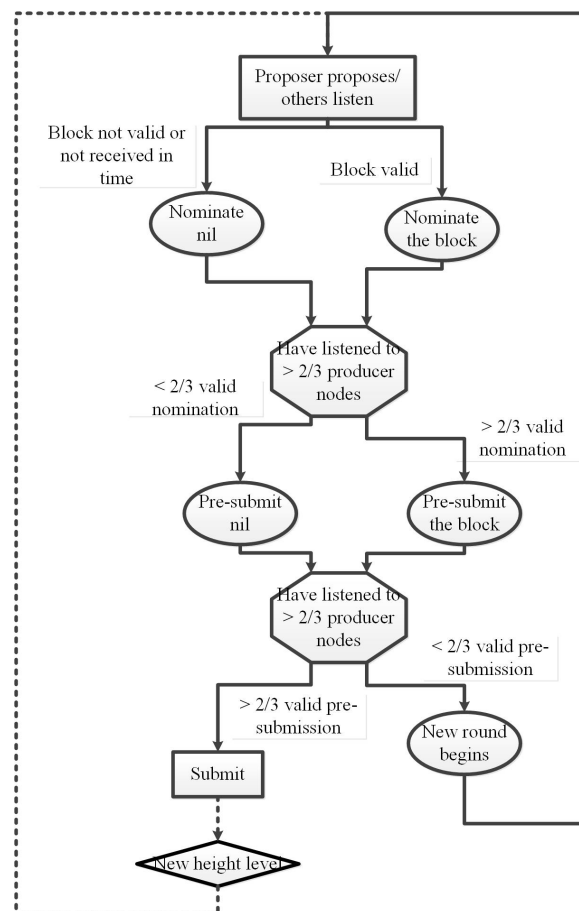 Proposer proposes/
others listen
Block not valid or
not received in
time
Block valid
Nominate
nil
Nominate
the block
Have listened to
> 2/3 producer
nodes
< 2/3 valid
nomination
> 2/3 valid
nomination
Pre-submit
nil
Pre-submit
the block
Have listened to
> 2/3 producer
nodes
< 2/3 valid pre-
submission
> 2/3 valid pre-
submission
New round
begins
Submit
New height level